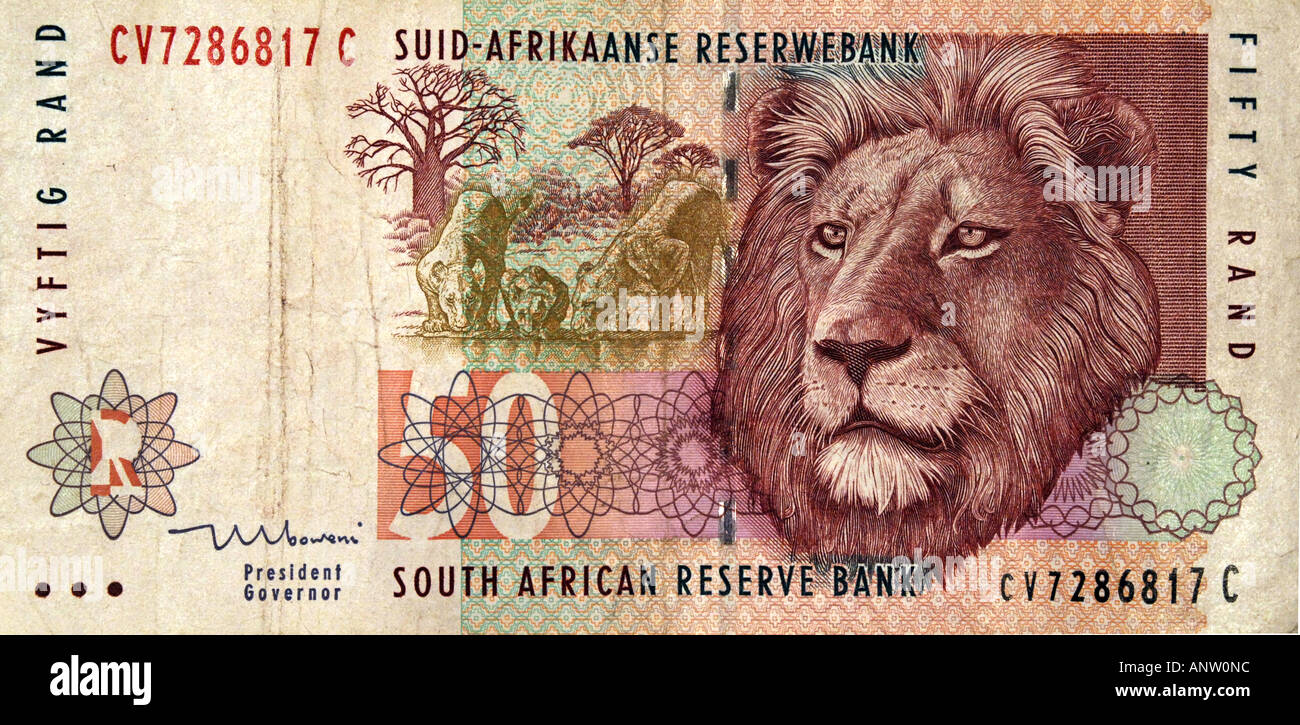 VYFTIG RAND
CV7286817 C
SUID-AFRIKAANSE RESERWEBANK
FIFTY RAND
R
50
President
Governor
SOUTH AFRICAN RESERVE BANK
CV7286817 C
alamy
Image ID: ANW0NC
www.alamy.com